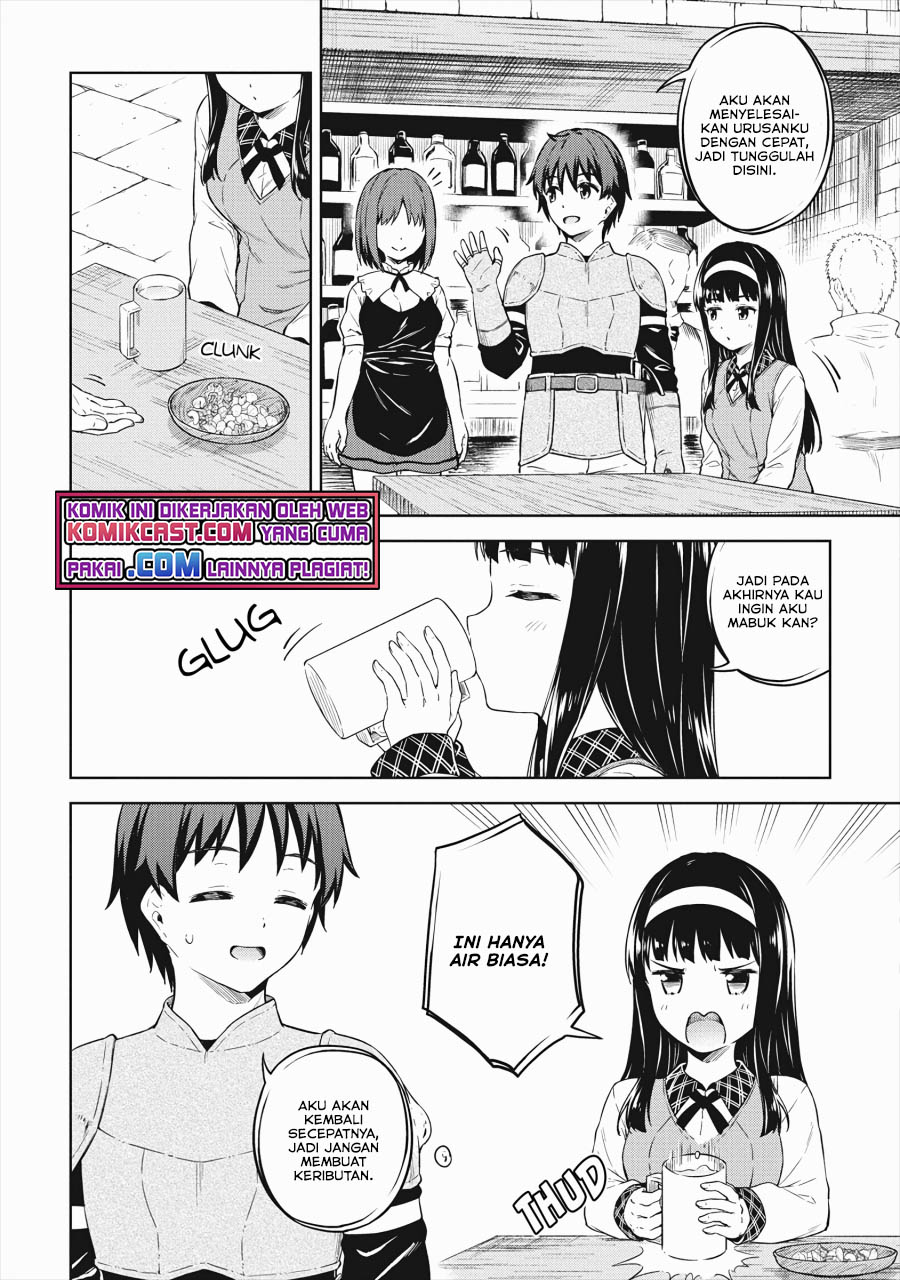 AKU AKAN
MENYELESAI-
KAN URUSANKU
DENGAN CEPAT,
JADI TUNGGULAH
DISINI.
CLUNK
KOMIK INI DIKERJAKAN OLEH WEB
KOMIKCAST.COM YANG CUMA
PAKAI .COM LAINNYA PLAGIAT!
JADI PADA
AKHIRNYA KAU
INGIN AKU
MABUK KAN?
GLUG
INI HANYA
AIR BIASA!
AKU AKAN
KEMBALI
SECEPATNYA,
JADI JANGAN
MEMBUAT
KERIBUTAN.
THUD